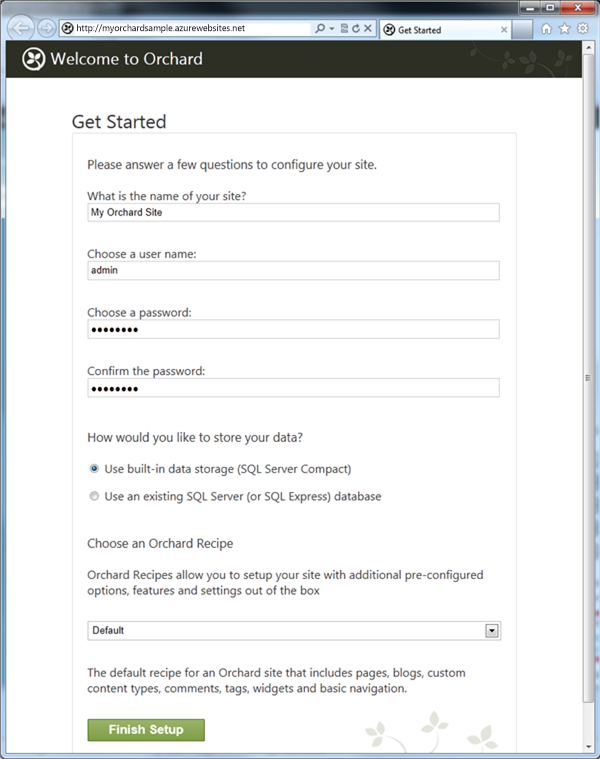 http://myorchardsample.azurewebsites.net
Get Started
Welcome to Orchard
Get Started
Please answer a few questions to configure your site.
What is the name of your site?
My Orchard Site
Choose a user name:
admin
Choose a password:
••••••••
Confirm the password:
••••••••
How would you like to store your data?
Use built-in data storage (SQL Server Compact)
Use an existing SQL Server (or SQL Express) database
Choose an Orchard Recipe
Orchard Recipes allow you to setup your site with additional pre-configured
options, features and settings out of the box
Default
The default recipe for an Orchard site that includes pages, blogs, custom
content types, comments, tags, widgets and basic navigation.
Finish Setup